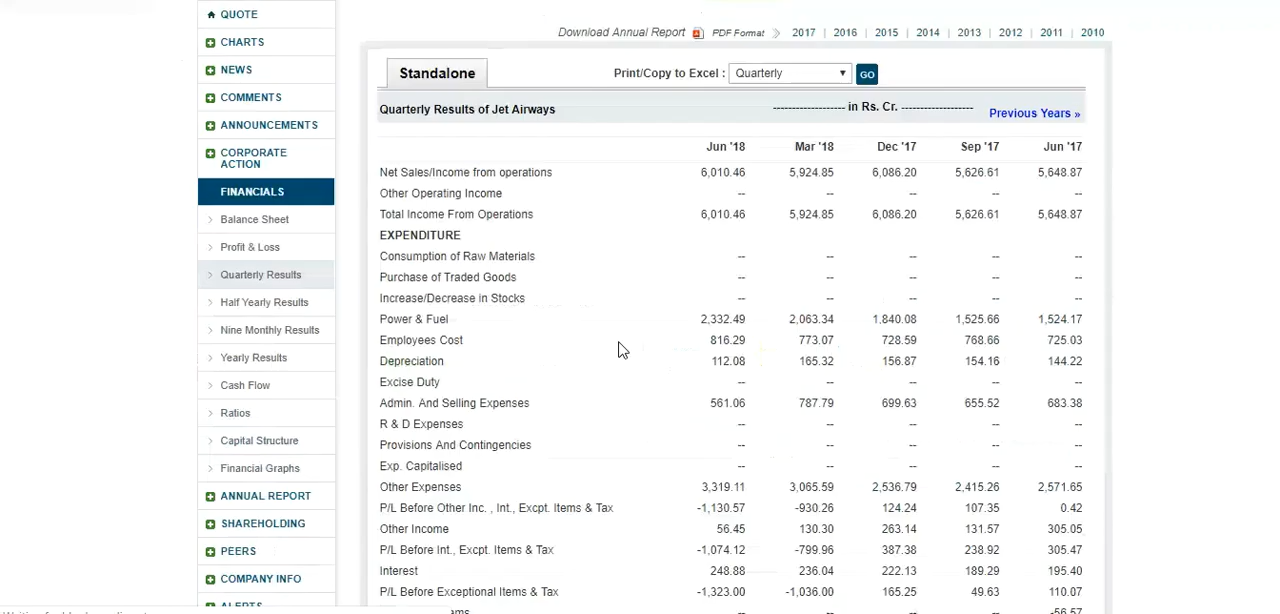 QUOTE
CHARTS
NEWS
COMMENTS
ANNOUNCEMENTS
CORPORATE
ACTION
FINANCIALS
Balance Sheet
Profit & Loss
Quarterly Results
Half Yearly Results
Nine Monthly Results
Yearly Results
Cash Flow
Ratios
Capital Structure
Financial Graphs
ANNUAL REPORT
SHAREHOLDING
PEERS
COMPANY INFO
ALERTS
Download Annual Report PDF Format 2017 | 2016 | 2015 | 2014 | 2013 | 2012 | 2011 | 2010
Standalone Print/Copy to Excel : Quarterly GO
Quarterly Results of Jet Airways ------------------- in Rs. Cr. -------------------
Previous Years »
Jun '18 Mar '18 Dec '17 Sep '17 Jun '17
Net Sales/Income from operations 6,010.46 5,924.85 6,086.20 5,626.61 5,648.87
Other Operating Income -- -- -- -- --
Total Income From Operations 6,010.46 5,924.85 6,086.20 5,626.61 5,648.87
EXPENDITURE
Consumption of Raw Materials -- -- -- -- --
Purchase of Traded Goods -- -- -- -- --
Increase/Decrease in Stocks -- -- -- -- --
Power & Fuel 2,332.49 2,063.34 1,840.08 1,525.66 1,524.17
Employees Cost 816.29 773.07 728.59 768.66 725.03
Depreciation 112.08 165.32 156.87 154.16 144.22
Excise Duty -- -- -- -- --
Admin. And Selling Expenses 561.06 787.79 699.63 655.52 683.38
R & D Expenses -- -- -- -- --
Provisions And Contingencies -- -- -- -- --
Exp. Capitalised -- -- -- -- --
Other Expenses 3,319.11 3,065.59 2,536.79 2,415.26 2,571.65
P/L Before Other Inc. , Int., Excpt. Items & Tax -1,130.57 -930.26 124.24 107.35 0.42
Other Income 56.45 130.30 263.14 131.57 305.05
P/L Before Int., Excpt. Items & Tax -1,074.12 -799.96 387.38 238.92 305.47
Interest 248.88 236.04 222.13 189.29 195.40
P/L Before Exceptional Items & Tax -1,323.00 -1,036.00 165.25 49.63 110.07
-- -- -- -- -56.57